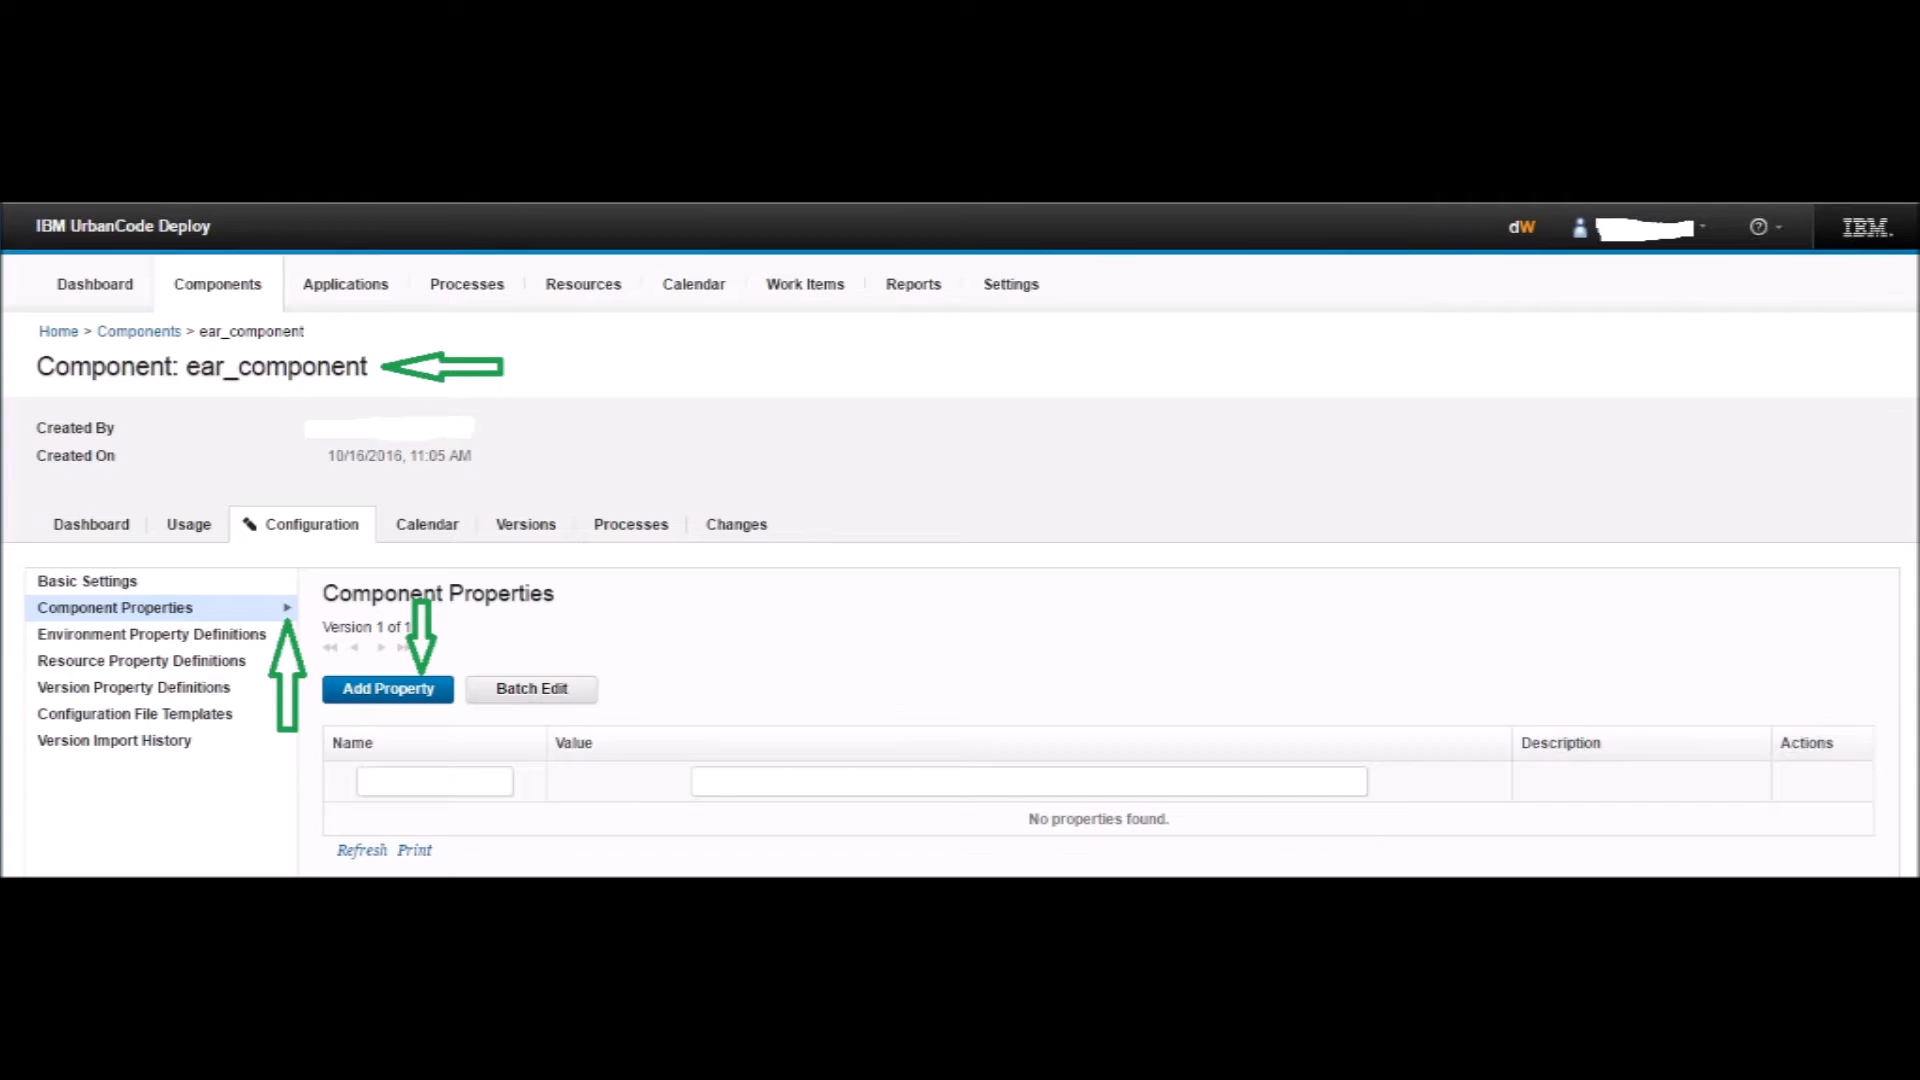 IBM UrbanCode Deploy
dW
IBM.
Dashboard Components Applications Processes Resources Calendar Work Items Reports Settings
Home > Components > ear_component
Component: ear_component
Created By
Created On 10/16/2016, 11:05 AM
Dashboard Usage Configuration Calendar Versions Processes Changes
Basic Settings
Component Properties
Environment Property Definitions
Resource Property Definitions
Version Property Definitions
Configuration File Templates
Version Import History
Component Properties
Version 1 of 1
Add Property Batch Edit
Name Value Description Actions
No properties found.
Refresh Print